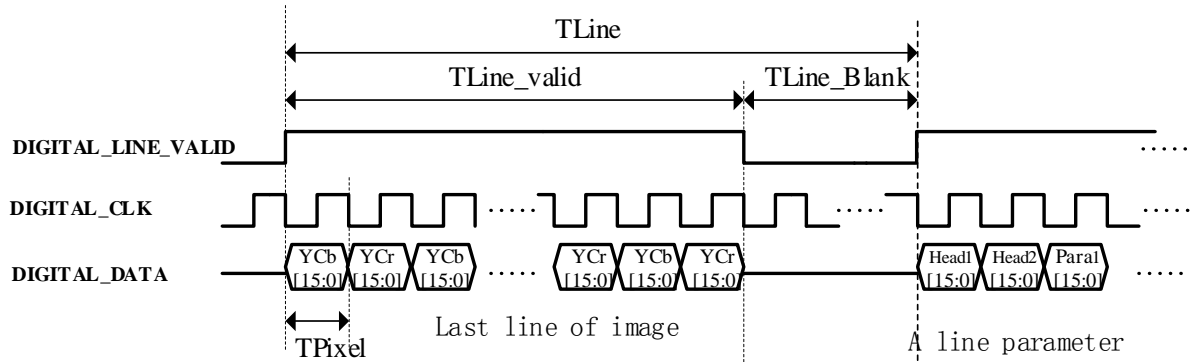 TLine
TLine_valid TLine_Blank
DIGITAL_LINE_VALID .....
DIGITAL_CLK ..... ..... .....
DIGITAL_DATA YCb YCr YCb ..... YCr YCb YCr Head1 Head2 Para1 .....
[15:0] [15:0] [15:0] [15:0] [15:0] [15:0] [15:0] [15:0] [15:0]
TPixel Last line of image A line parameter